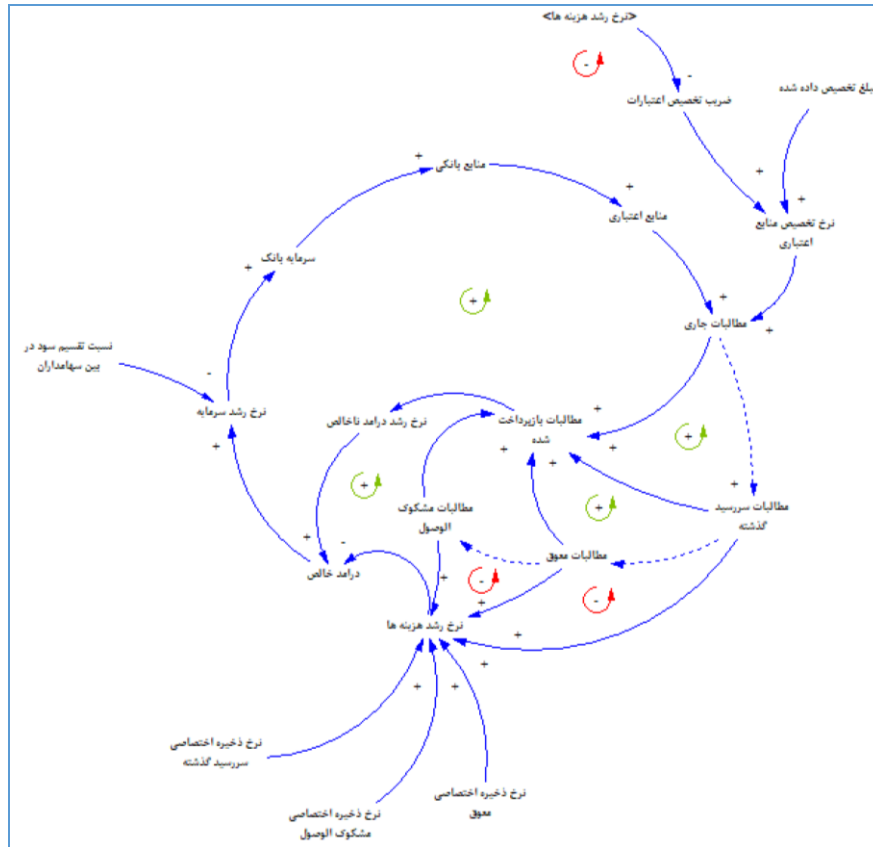 <نرخ رشد هزینه ها>
-
-
ضریب تخصیص اعتبارات
بلغ تخصیص داده شده
+
منابع بانکی
+
+
+
منابع اعتباری
نرخ تخصیص منابع
اعتباری
+
سرمایه بانک
+
+
مطالبات جاری
+
نسبت تقسیم سود در
بین سهامداران
-
نرخ رشد سرمایه
+
نرخ رشد درامد ناخالص
مطالبات بازپرداخت
شده
+
+
+
+
+
+
+
مطالبات مشکوک
الوصول
+
مطالبات سررسید
گذشته
+
+
-
درامد خالص
مطالبات معوق
+
-
-
+
نرخ رشد هزینه ها
+
+
+
+
نرخ ذخیره اختصاصی
سررسید گذشته
نرخ ذخیره اختصاصی
معوق
نرخ ذخیره اختصاصی
مشکوک الوصول